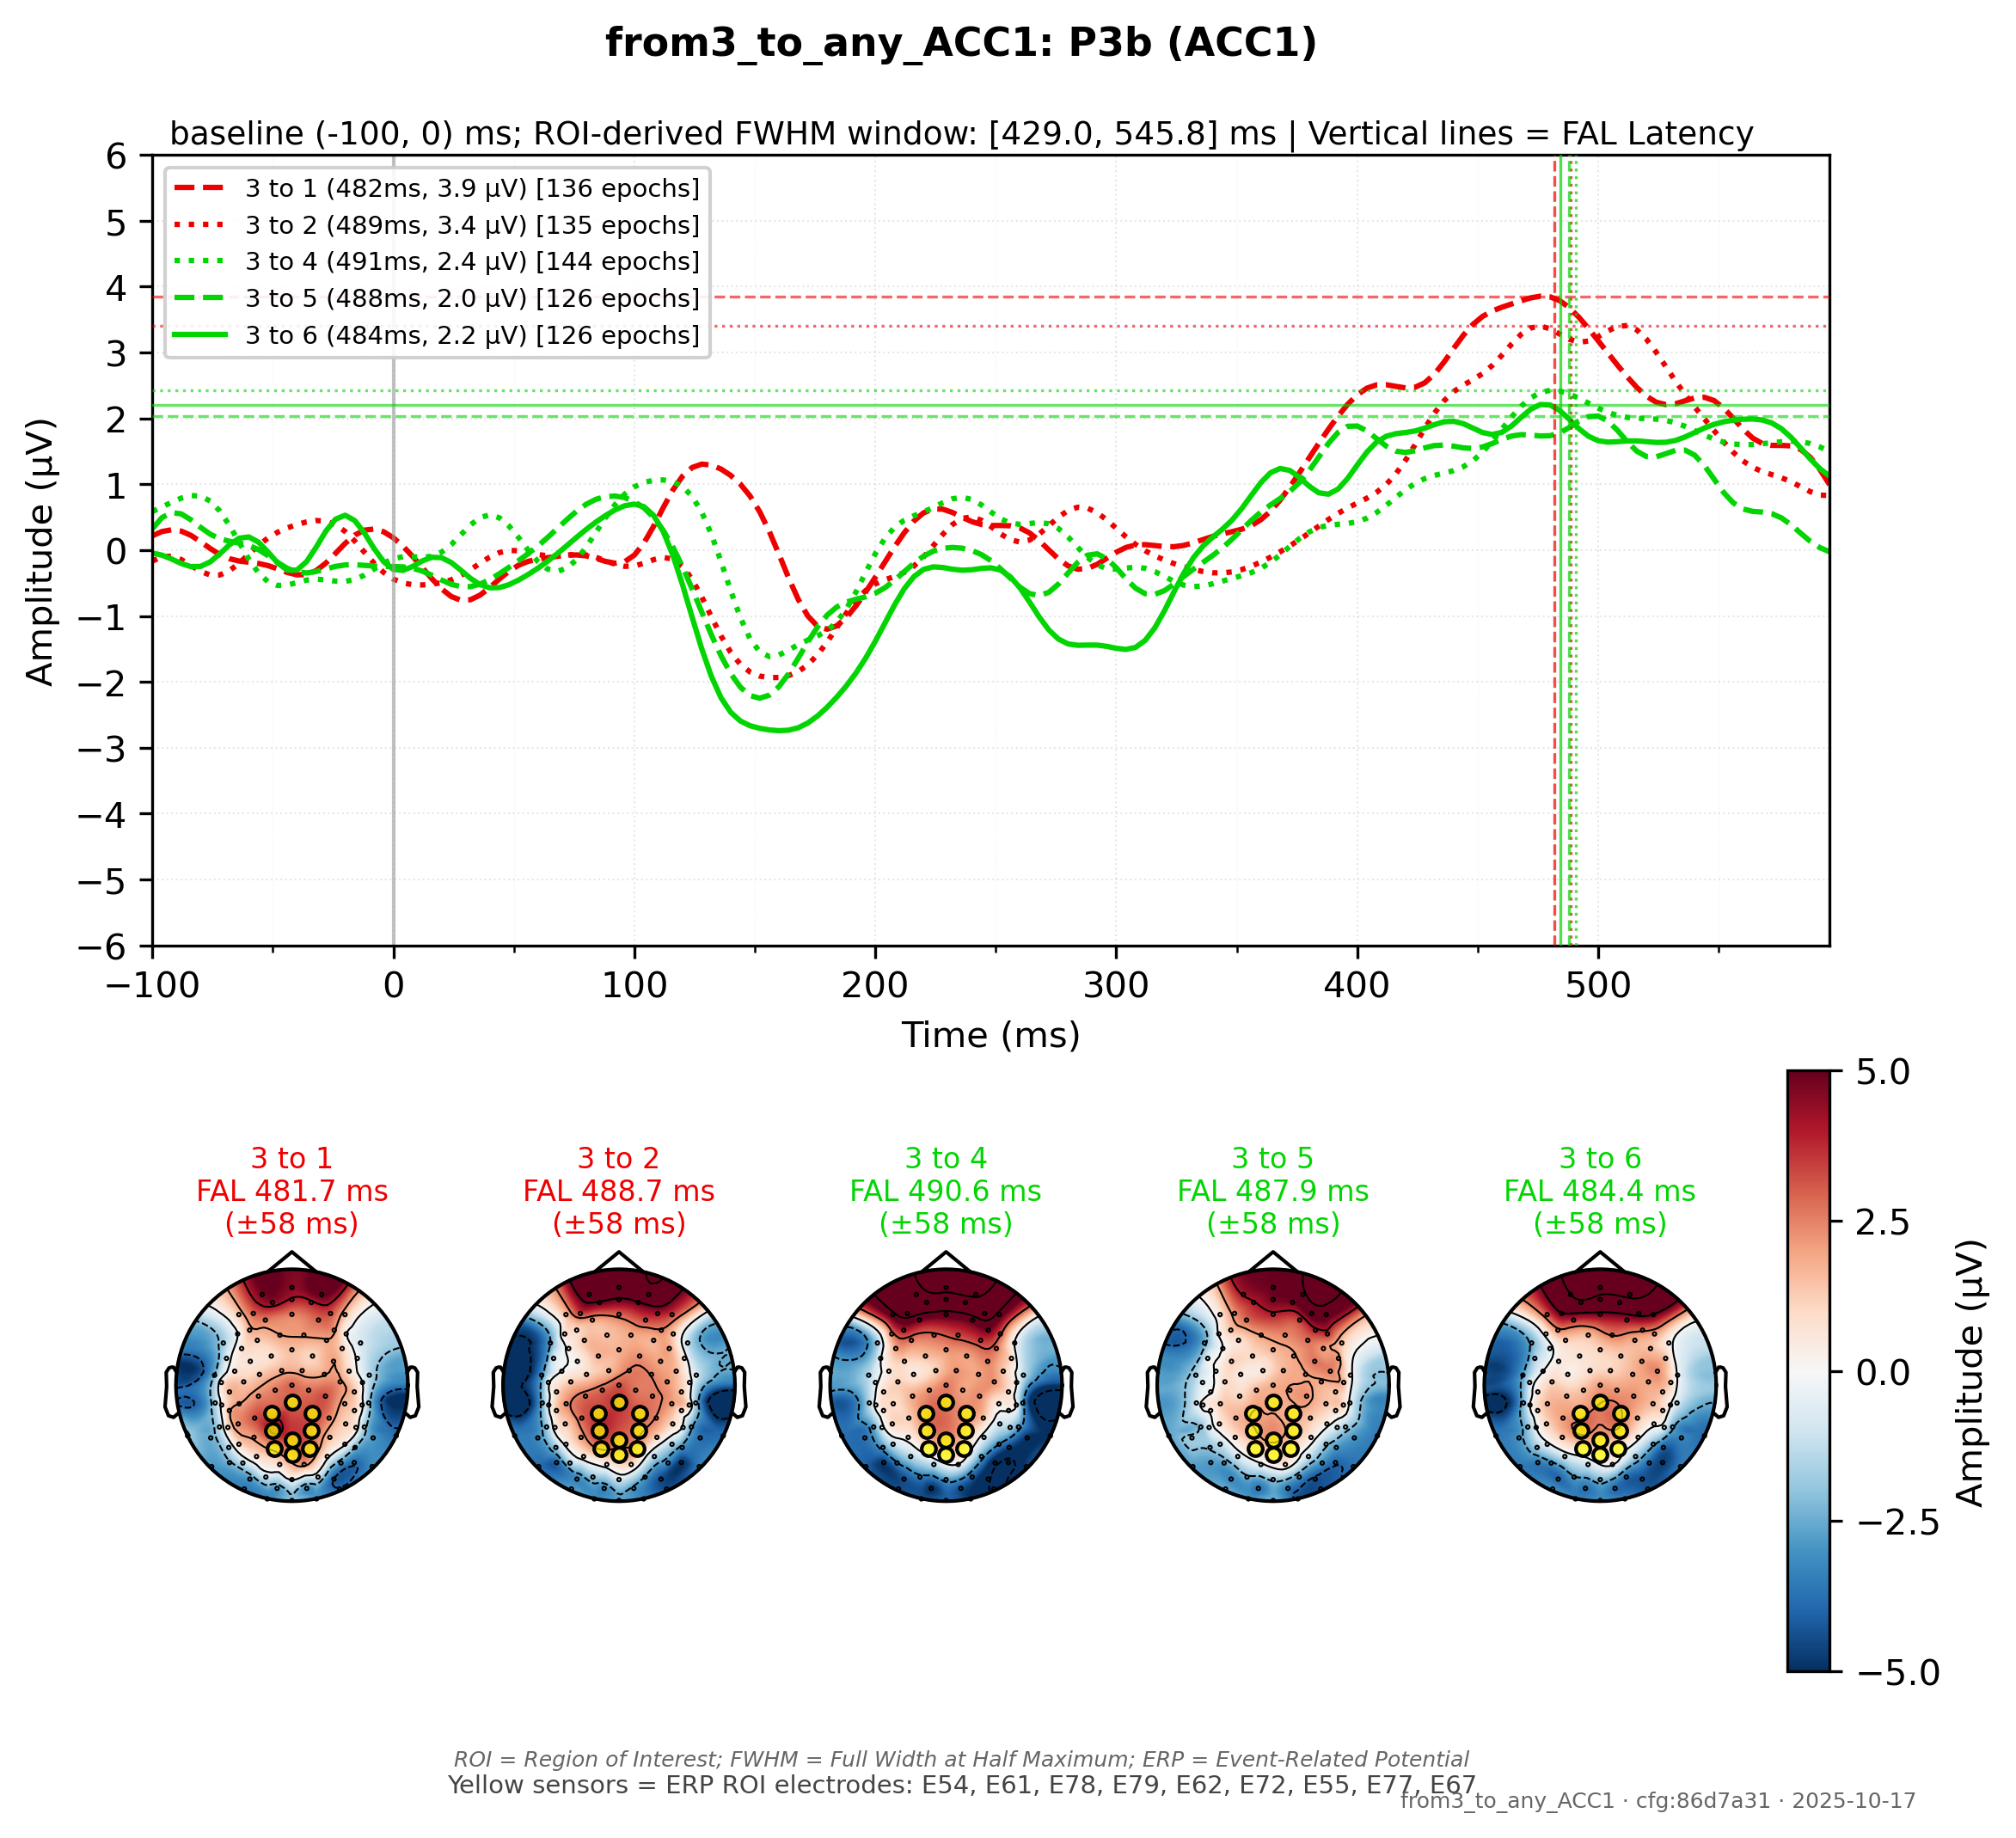 from3_to_any_ACC1: P3b (ACC1)
baseline (-100, 0) ms; ROI-derived FWHM window: [429.0, 545.8] ms | Vertical lines = FAL Latency
3 to 1 (482ms, 3.9 µV) [136 epochs]
3 to 2 (489ms, 3.4 µV) [135 epochs]
3 to 4 (491ms, 2.4 µV) [144 epochs]
3 to 5 (488ms, 2.0 µV) [126 epochs]
3 to 6 (484ms, 2.2 µV) [126 epochs]
Amplitude (µV)
6
5
4
3
2
1
0
−1
−2
−3
−4
−5
−6
−100 0 100 200 300 400 500
Time (ms)
3 to 1
FAL 481.7 ms
(±58 ms)
3 to 2
FAL 488.7 ms
(±58 ms)
3 to 4
FAL 490.6 ms
(±58 ms)
3 to 5
FAL 487.9 ms
(±58 ms)
3 to 6
FAL 484.4 ms
(±58 ms)
5.0
2.5
0.0
−2.5
−5.0
Amplitude (µV)
ROI = Region of Interest; FWHM = Full Width at Half Maximum; ERP = Event-Related Potential
Yellow sensors = ERP ROI electrodes: E54, E61, E78, E79, E62, E72, E55, E77, E67
from3_to_any_ACC1 · cfg:86d7a31 · 2025-10-17